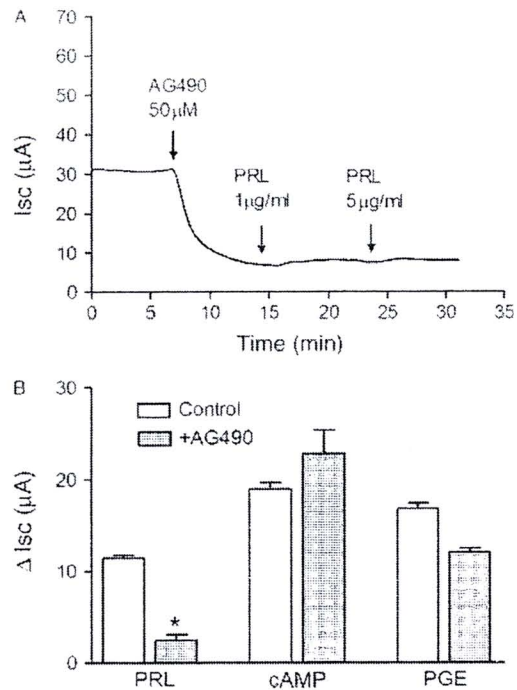 A
70
60
50
40
30
20
10
0
Isc (µA)
AG490
50µM
PRL
1µg/ml
PRL
5µg/ml
0 5 10 15 20 25 30 35
Time (min)
B
30
20
10
0
Δ Isc (µA)
Control
+AG490
*
PRL cAMP PGE